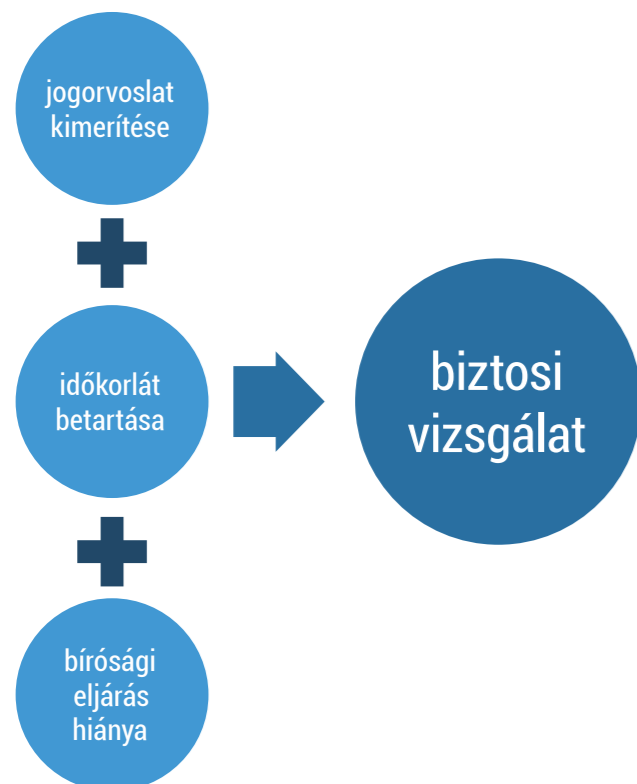 jogorvoslat
kimerítése
időkorlát
betartása
bírósági
eljárás
hiánya
biztosi
vizsgálat